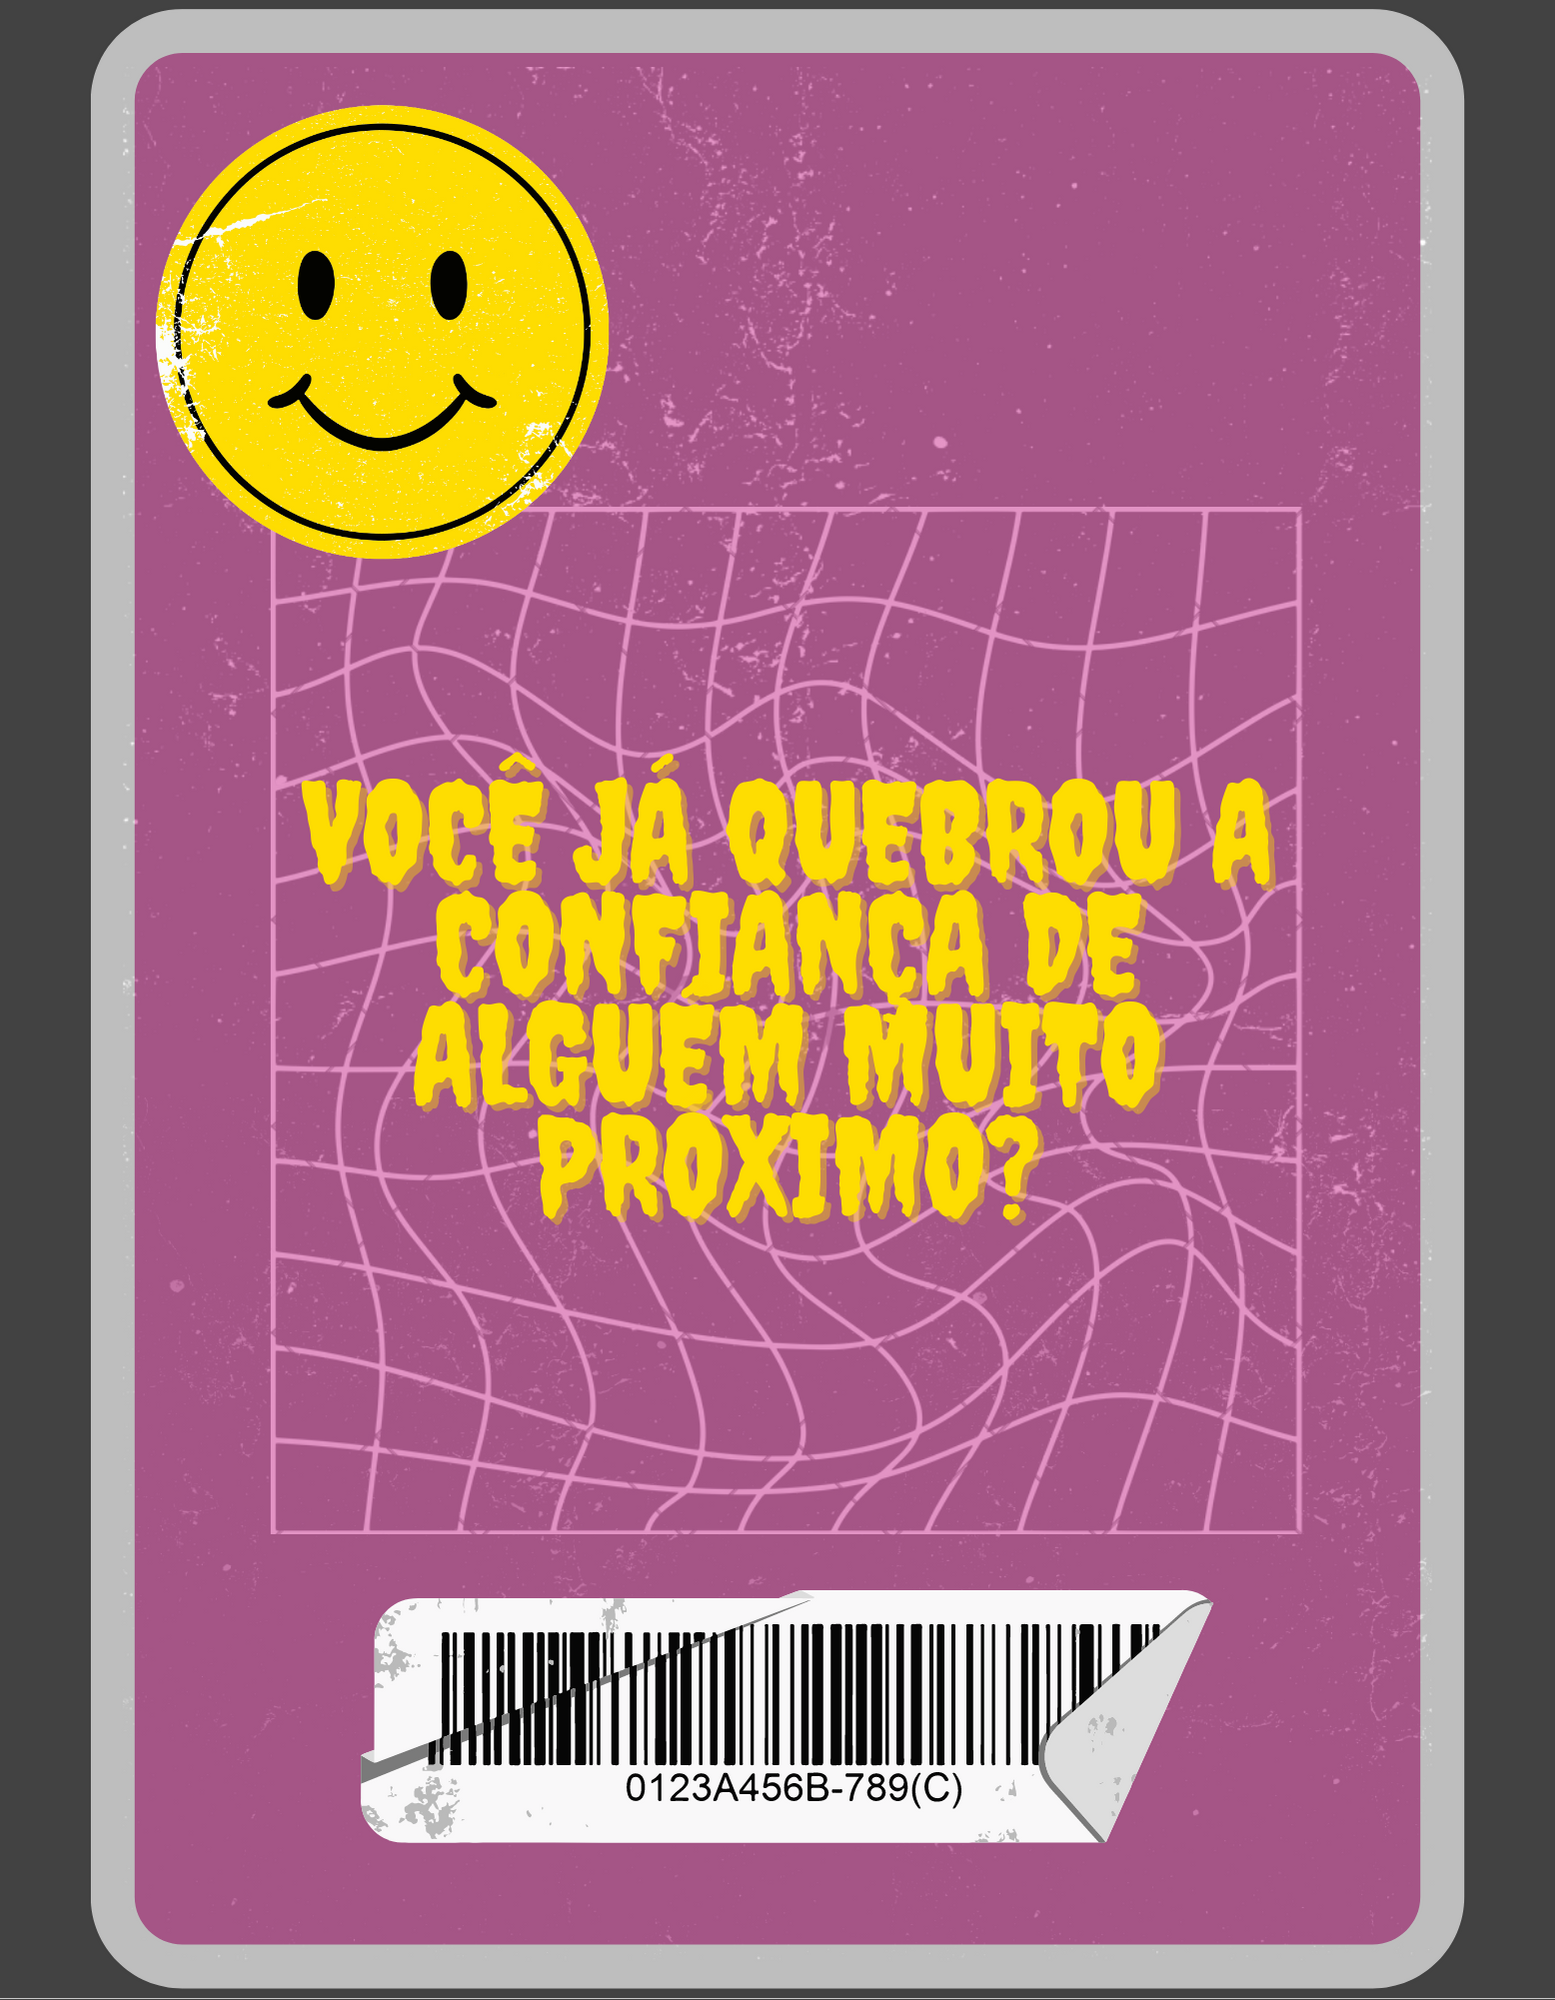 VOCÊ JÁ QUEBROU A
CONFIANÇA DE
ALGUEM MUITO
PROXIMO?
0123A456B-789(C)